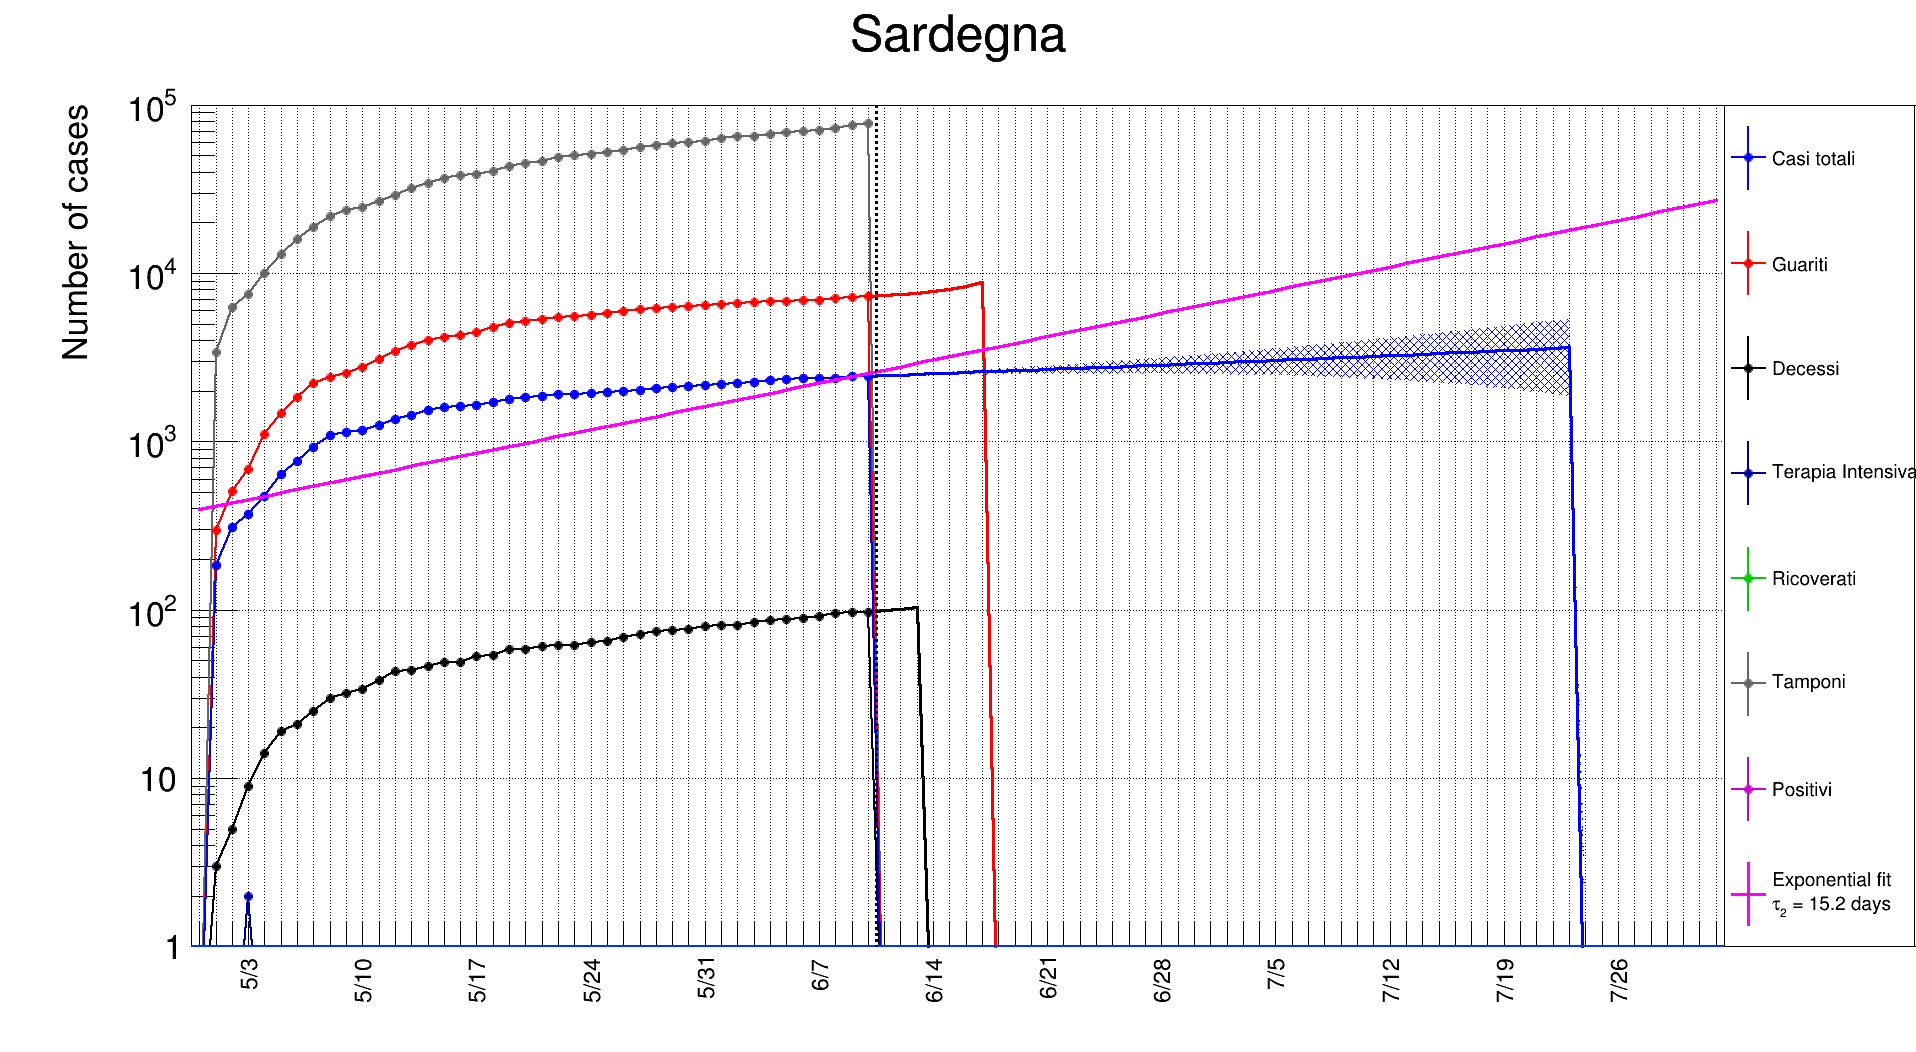 Sardegna
Number of cases
10^5
10^4
10^3
10^2
10
1
5/3
5/10
5/17
5/24
5/31
6/7
6/14
6/21
6/28
7/5
7/12
7/19
7/26
Casi totali
Guariti
Decessi
Terapia Intensiva
Ricoverati
Tamponi
Positivi
Exponential fit
τ₂ = 15.2 days